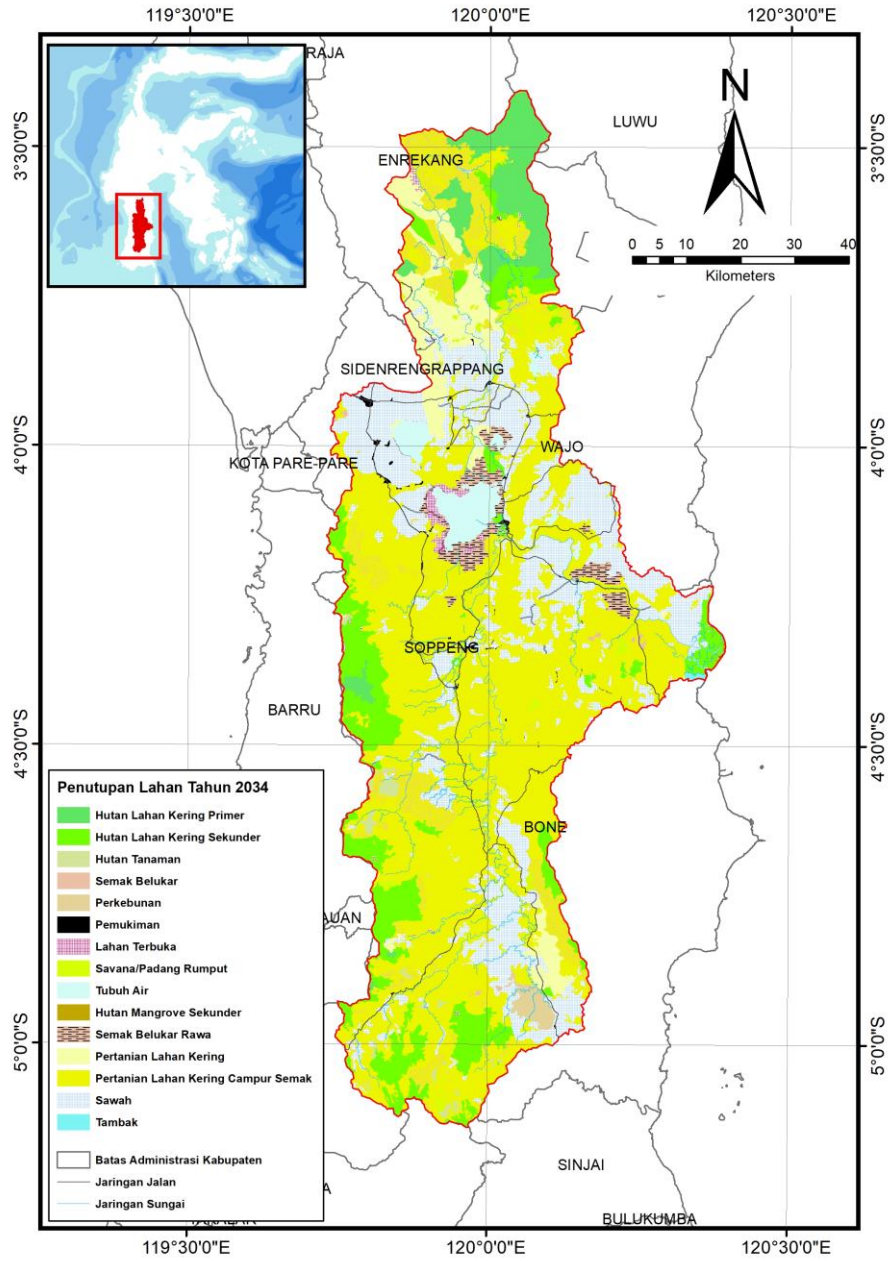 119°30'0"E
120°0'0"E
120°30'0"E
RAJA
LUWU
N
3°30'0"S
3°30'0"S
ENREKANG
0 5 10 20 30 40
Kilometers
SIDENRENGRAPPANG
4°0'0"S
4°0'0"S
WAJO
KOTA PARE-PARE
SOPPENG
BARRU
4°30'0"S
4°30'0"S
BONE
AUAN
5°0'0"S
5°0'0"S
SINJAI
BULUKUMBA
Penutupan Lahan Tahun 2034
Hutan Lahan Kering Primer
Hutan Lahan Kering Sekunder
Hutan Tanaman
Semak Belukar
Perkebunan
Pemukiman
Lahan Terbuka
Savana/Padang Rumput
Tubuh Air
Hutan Mangrove Sekunder
Semak Belukar Rawa
Pertanian Lahan Kering
Pertanian Lahan Kering Campur Semak
Sawah
Tambak
Batas Administrasi Kabupaten
Jaringan Jalan
Jaringan Sungai
A
119°30'0"E
120°0'0"E
120°30'0"E